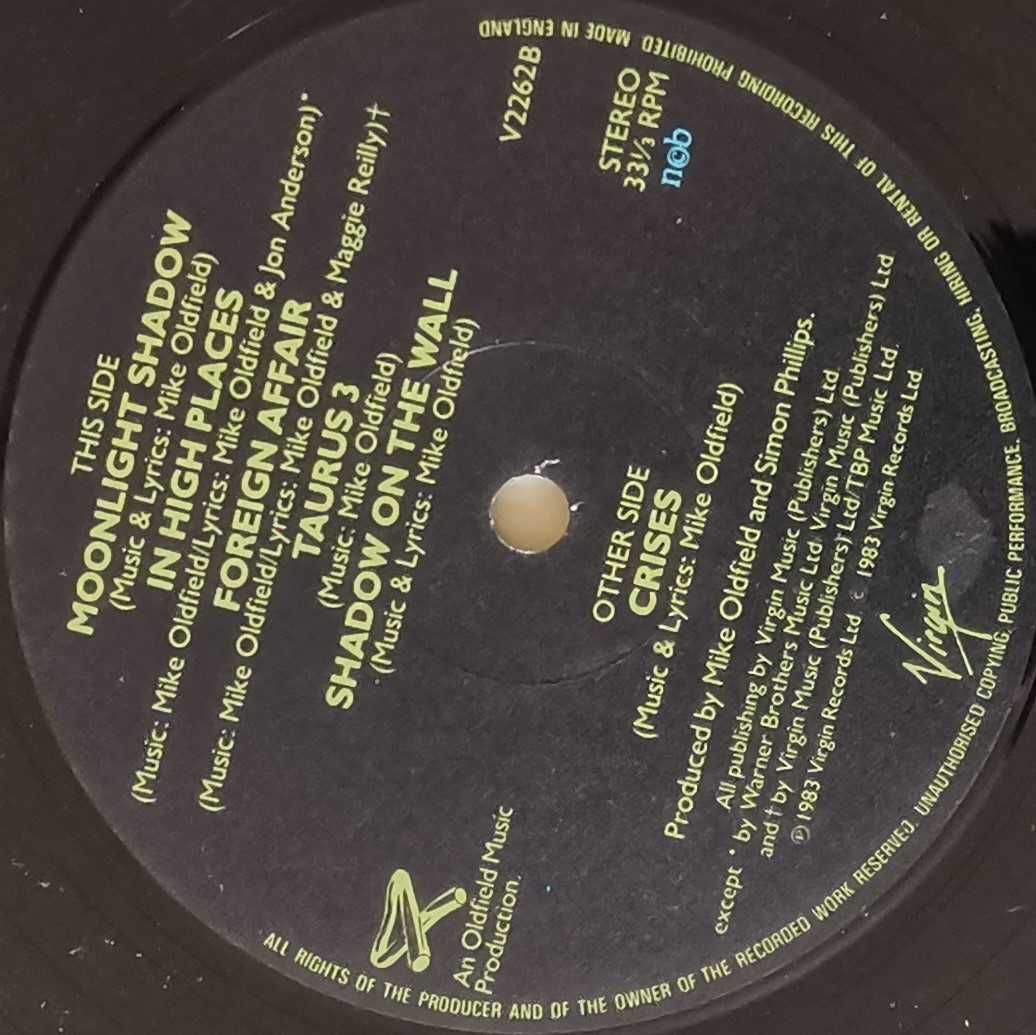 THIS SIDE
MOONLIGHT SHADOW
(Music & Lyrics: Mike Oldfield)
IN HIGH PLACES
(Music: Mike Oldfield/Lyrics: Mike Oldfield & Jon Anderson)*
FOREIGN AFFAIR
(Music: Mike Oldfield/Lyrics: Mike Oldfield & Maggie Reilly)†
TAURUS 3
(Music: Mike Oldfield)
SHADOW ON THE WALL
(Music & Lyrics: Mike Oldfield)
An Oldfield Music
Production.
V2262B
STEREO
33⅓ RPM
ncb
OTHER SIDE
CRISES
(Music & Lyrics: Mike Oldfield)
Produced by Mike Oldfield and Simon Phillips.
All publishing by Virgin Music (Publishers) Ltd
except * by Warner Brothers Music Ltd/Virgin Music (Publishers) Ltd
and † by Virgin Music (Publishers) Ltd/TBP Music Ltd.
℗ 1983 Virgin Records Ltd © 1983 Virgin Records Ltd
Virgin
ALL RIGHTS OF THE PRODUCER AND OF THE OWNER OF THE RECORDED WORK RESERVED. UNAUTHORISED COPYING, PUBLIC PERFORMANCE, BROADCASTING, HIRING OR RENTAL OF THIS RECORDING PROHIBITED. MADE IN ENGLAND